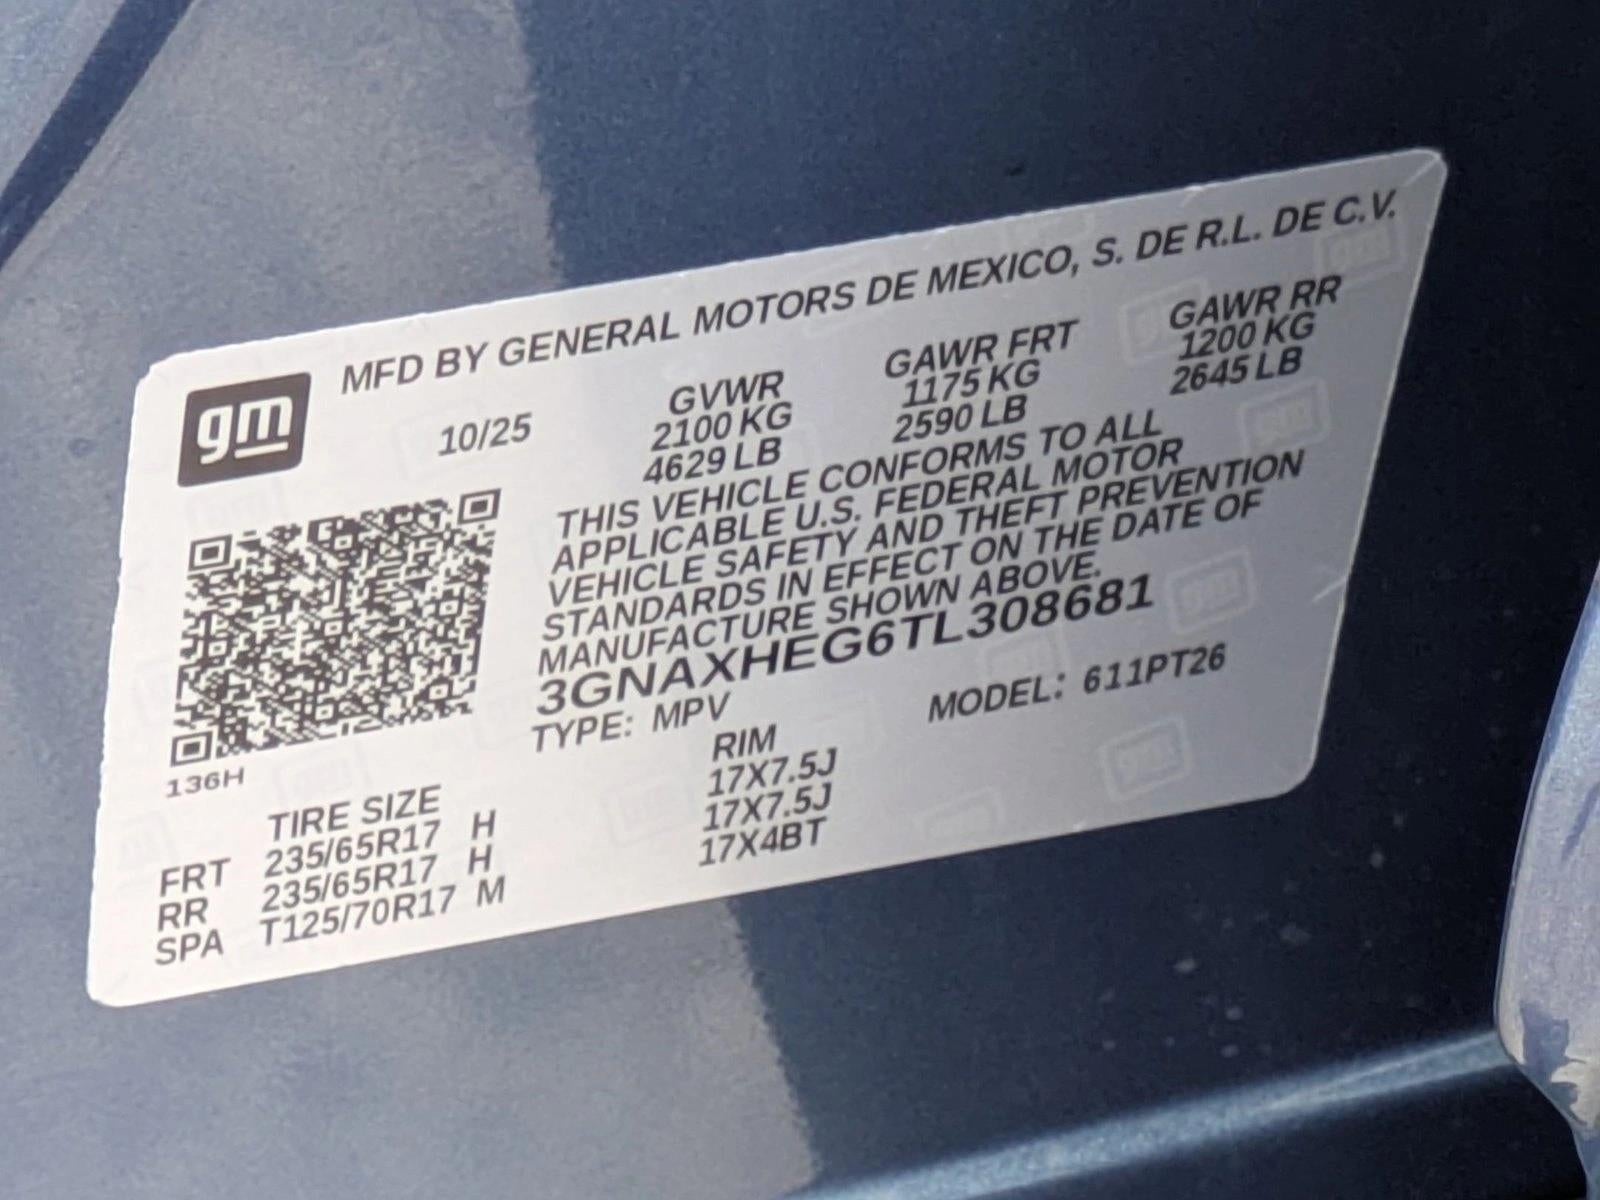 MFD BY GENERAL MOTORS DE MEXICO, S. DE R.L. DE C.V.
gm
10/25 GVWR GAWR FRT GAWR RR
2100 KG 1175 KG 1200 KG
4629 LB 2590 LB 2645 LB
THIS VEHICLE CONFORMS TO ALL
APPLICABLE U.S. FEDERAL MOTOR
VEHICLE SAFETY AND THEFT PREVENTION
STANDARDS IN EFFECT ON THE DATE OF
MANUFACTURE SHOWN ABOVE.
3GNAXHEG6TL308681
TYPE: MPV MODEL: 611PT26
136H
TIRE SIZE RIM
FRT 235/65R17 H 17X7.5J
RR 235/65R17 H 17X7.5J
SPA T125/70R17 M 17X4BT